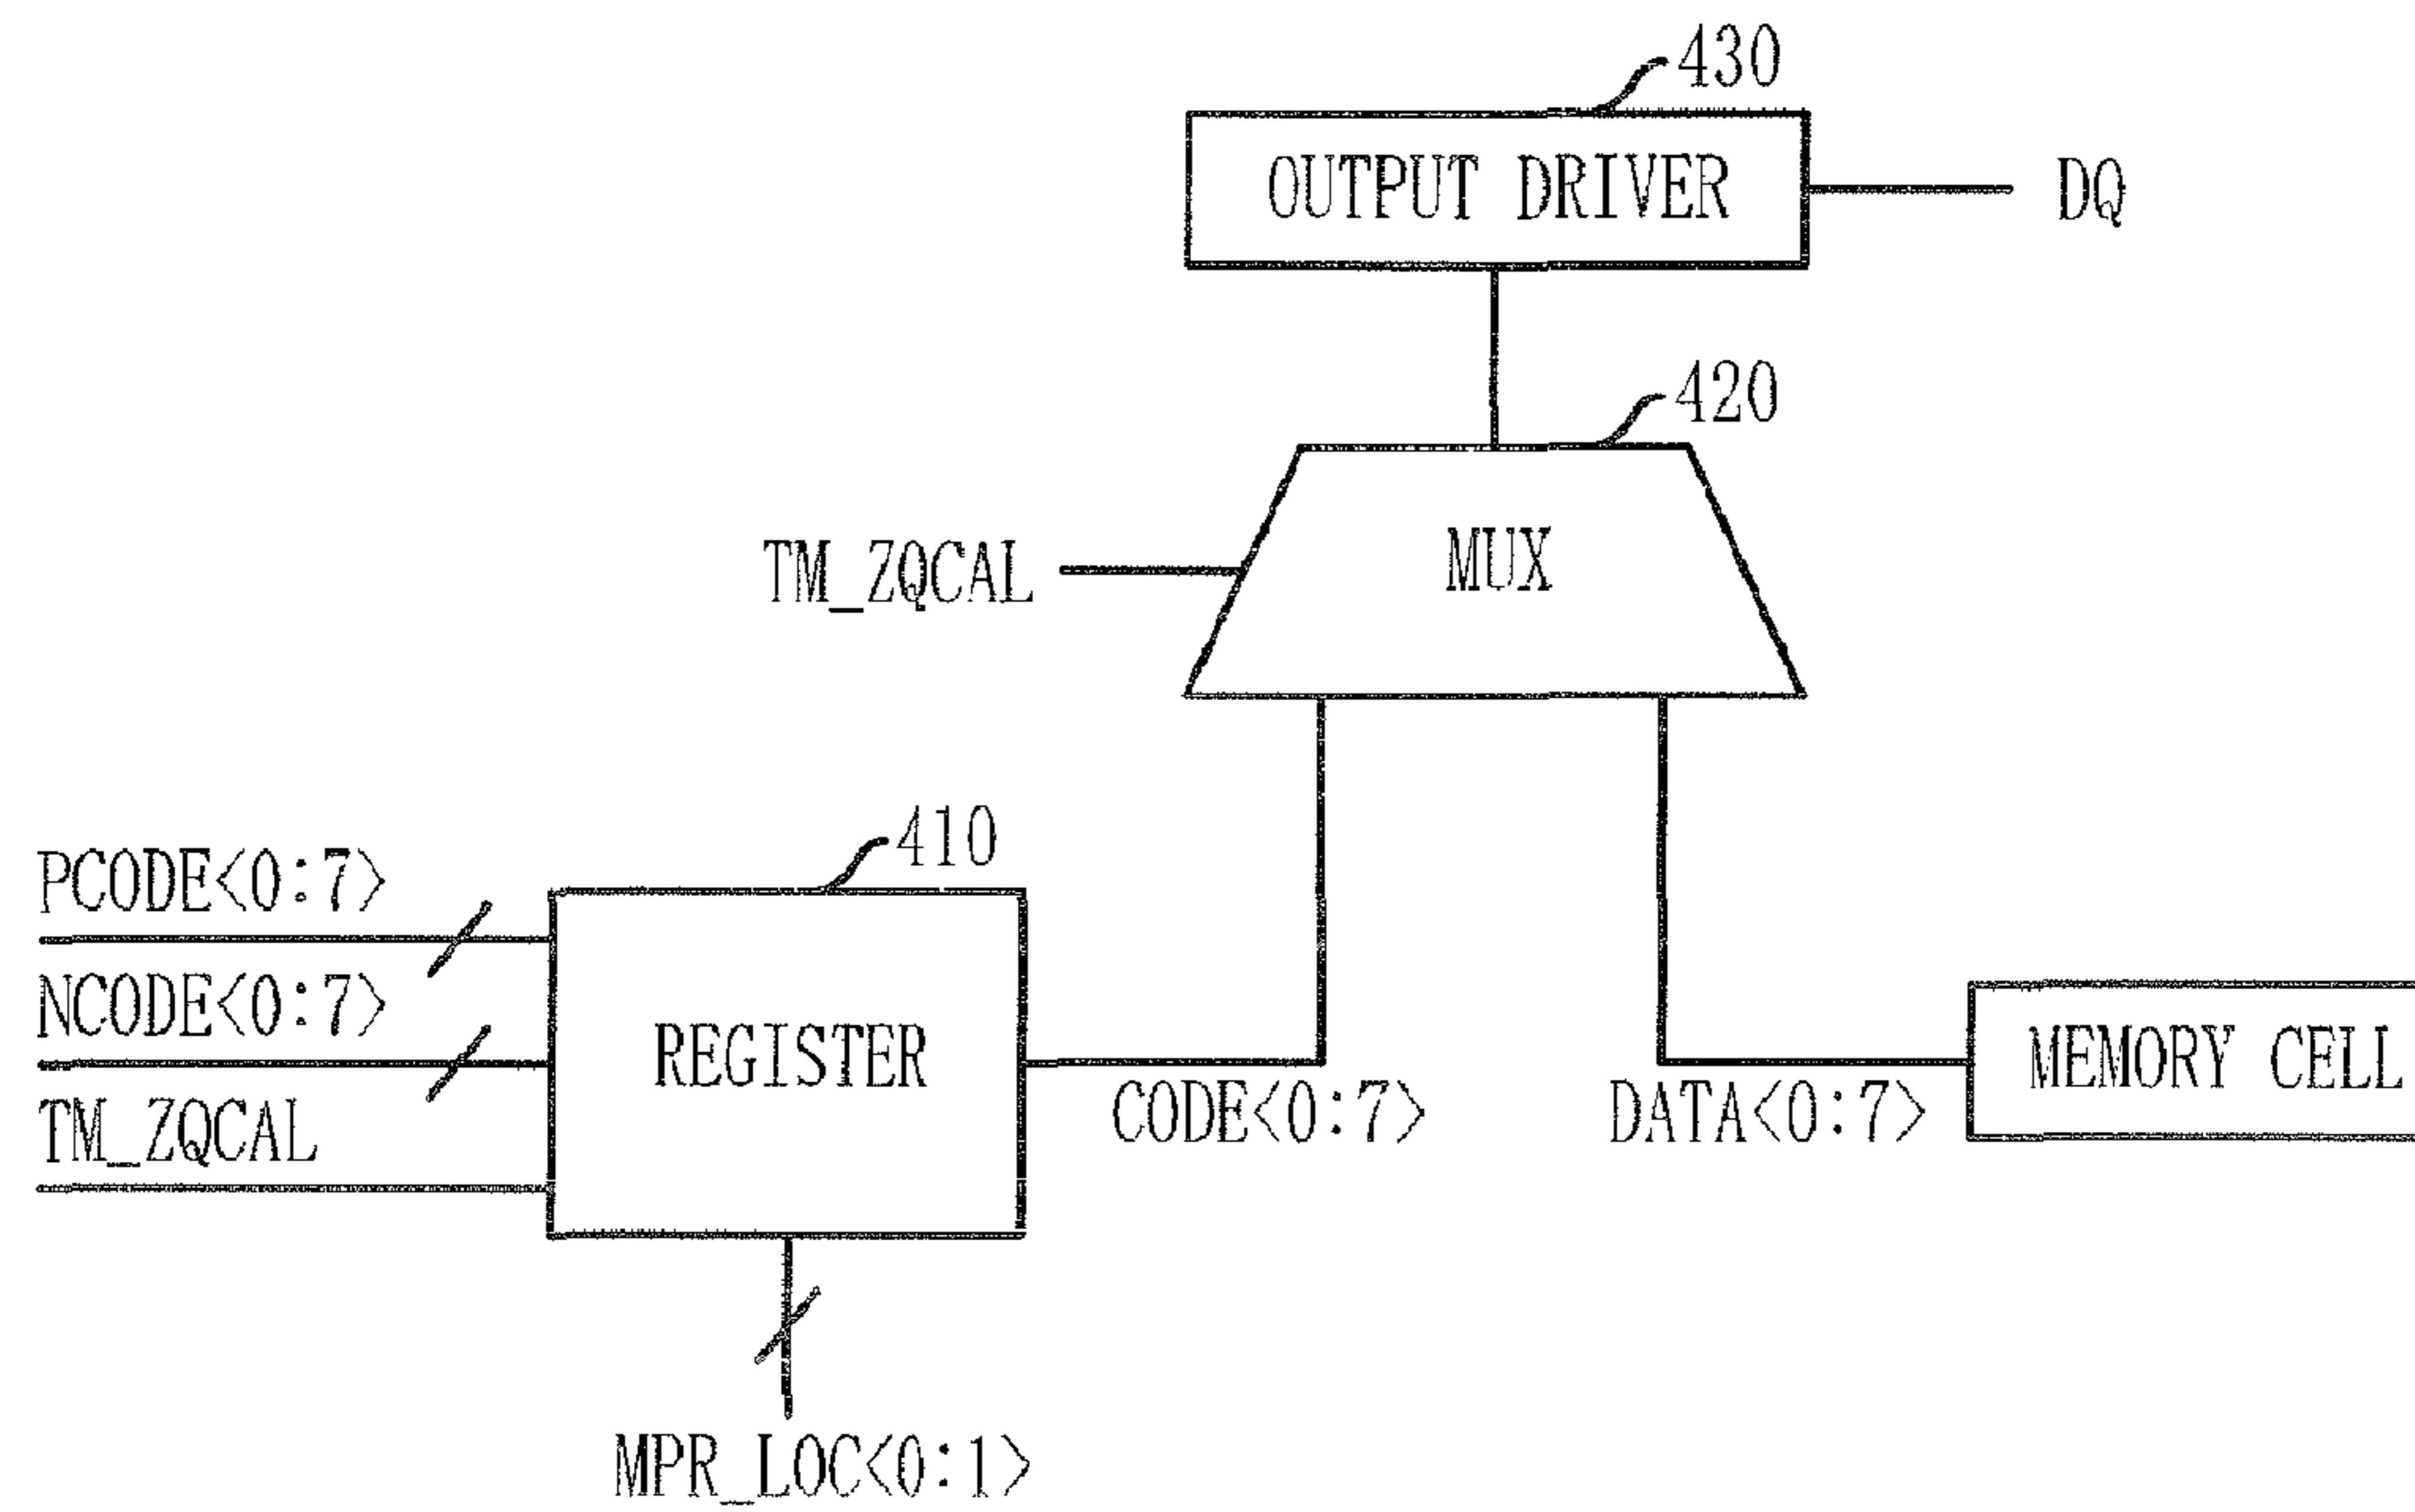 430
OUTPUT DRIVER
DQ
420
TM_ZQCAL
MUX
410
PCODE<0:7>
NCODE<0:7>
TM_ZQCAL
REGISTER
CODE<0:7>
DATA<0:7>
MEMORY CELL
MPR_LOC<0:1>